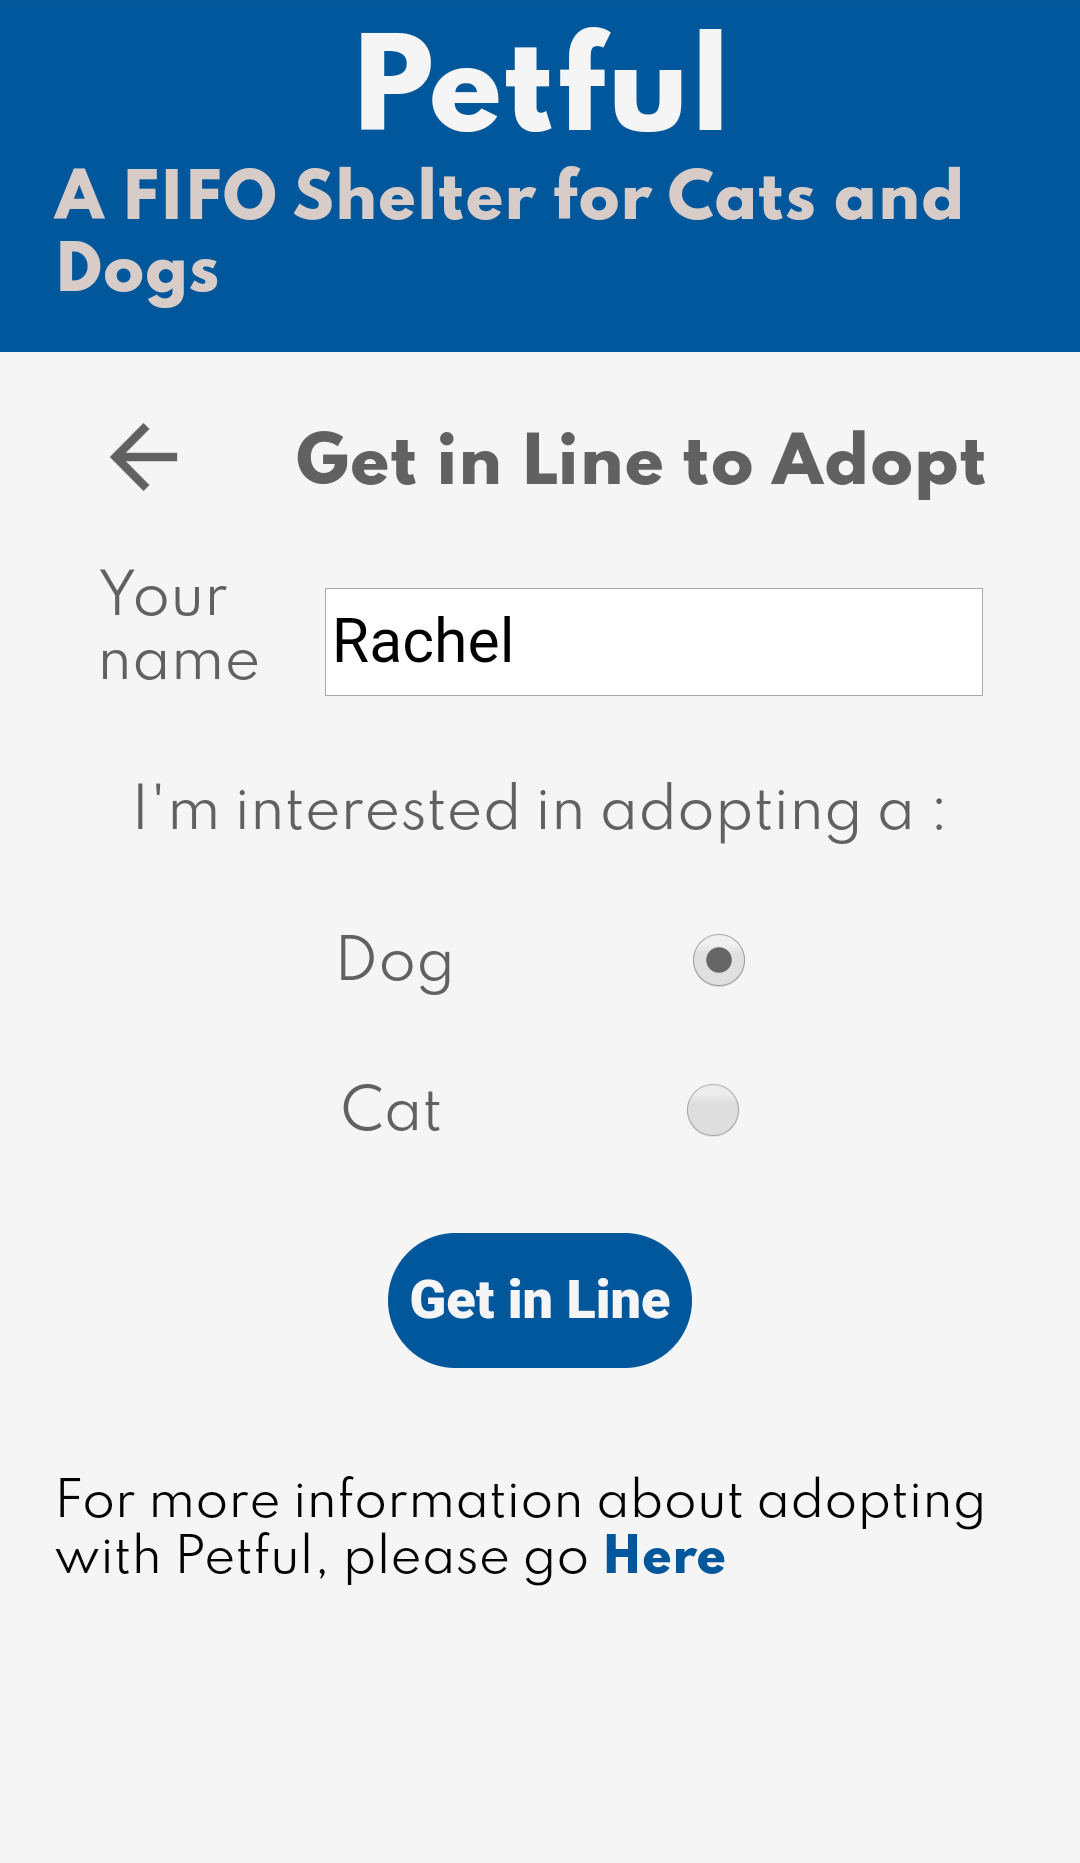 Petful
A FIFO Shelter for Cats and
Dogs
Get in Line to Adopt
Your
name
Rachel
I'm interested in adopting a :
Dog
Cat
Get in Line
For more information about adopting
with Petful, please go Here